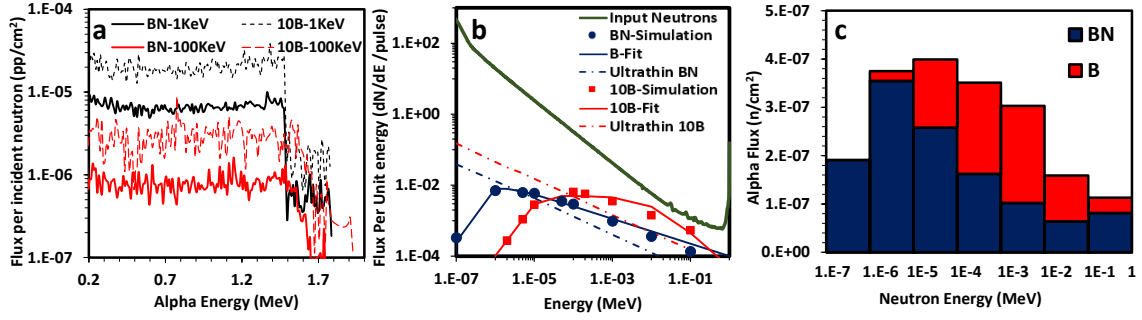 a
BN-1KeV
10B-1KeV
BN-100KeV
10B-100KeV
1.E-04
1.E-05
1.E-06
1.E-07
0.2
0.7
1.2
1.7
Flux per incident neutron (pp/cm²)
Alpha Energy (MeV)
b
Input Neutrons
BN-Simulation
B-Fit
Ultrathin BN
10B-Simulation
10B-Fit
Ultrathin 10B
1.E+02
1.E+00
1.E-02
1.E-04
1.E-07
1.E-05
1.E-03
1.E-01
Flux Per Unit energy (dN/dE / pulse)
Energy (MeV)
c
BN
B
5.E-07
4.E-07
3.E-07
2.E-07
1.E-07
0.E+00
1.E-7
1.E-6
1.E-5
1.E-4
1.E-3
1.E-2
1.E-1
1
Alpha Flux (n/cm²)
Neutron Energy (MeV)